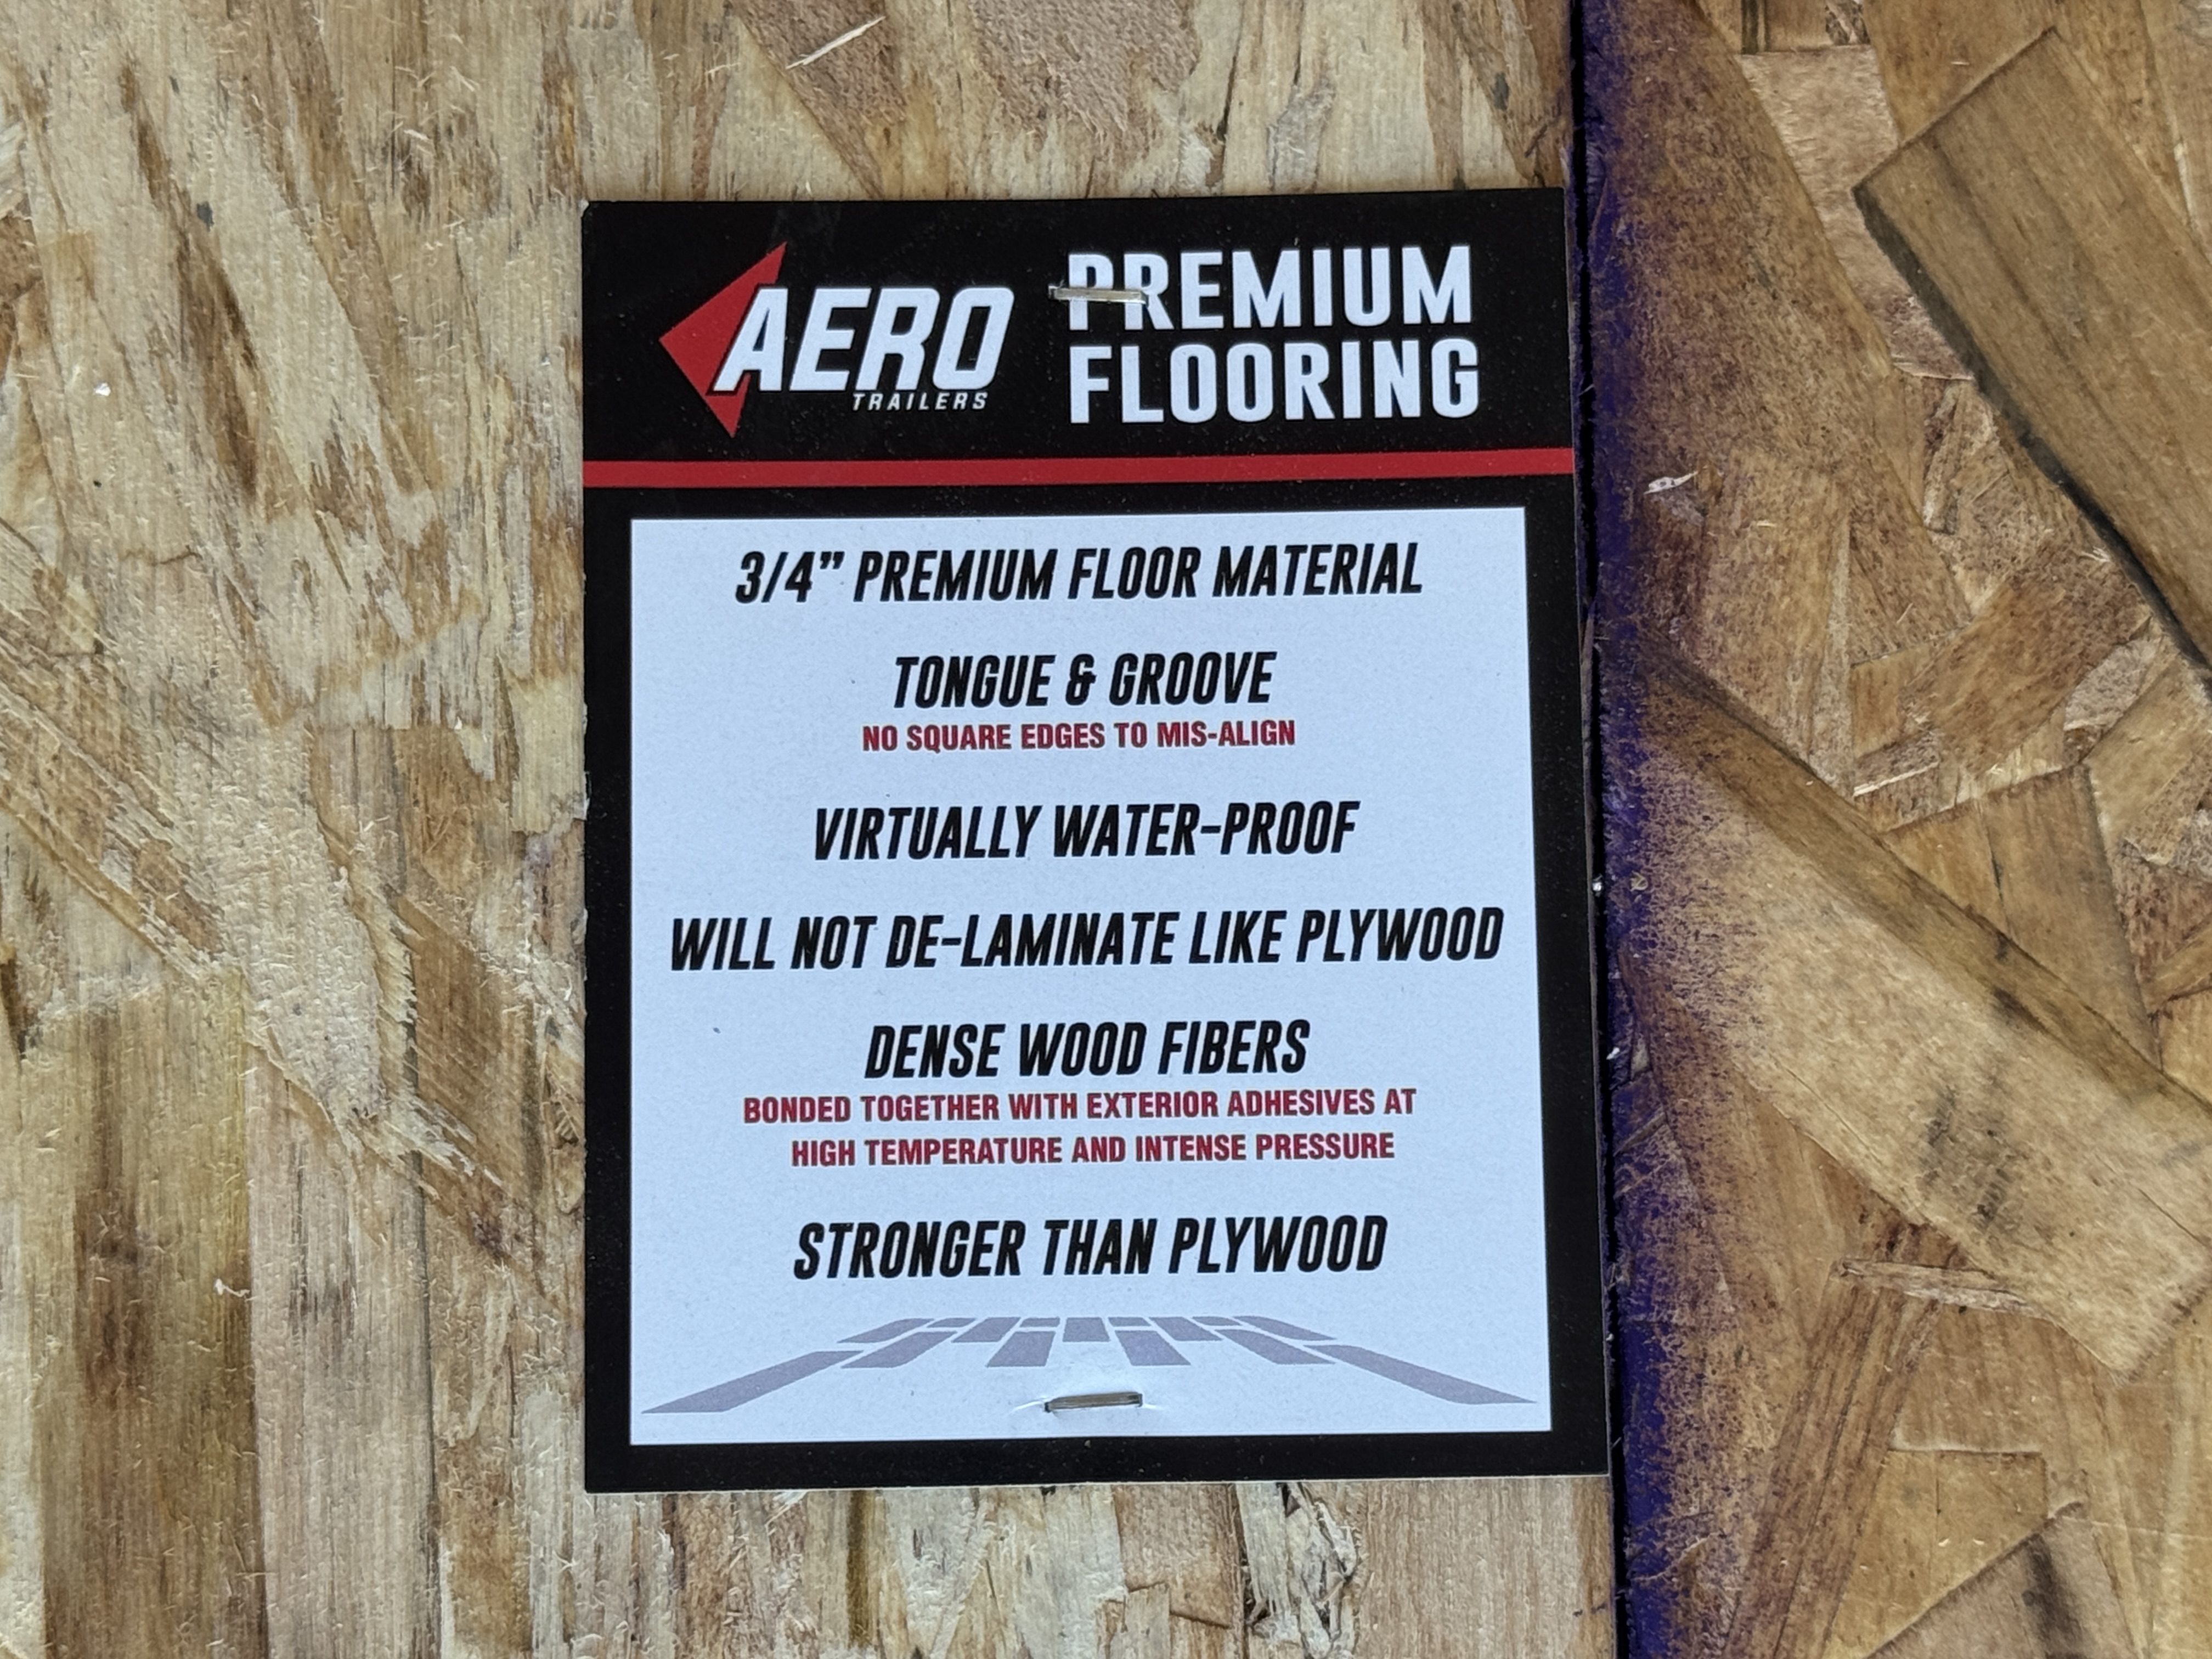 AERO
TRAILERS
PREMIUM
FLOORING
3/4” PREMIUM FLOOR MATERIAL
TONGUE & GROOVE
NO SQUARE EDGES TO MIS-ALIGN
VIRTUALLY WATER-PROOF
WILL NOT DE-LAMINATE LIKE PLYWOOD
DENSE WOOD FIBERS
BONDED TOGETHER WITH EXTERIOR ADHESIVES AT
HIGH TEMPERATURE AND INTENSE PRESSURE
STRONGER THAN PLYWOOD